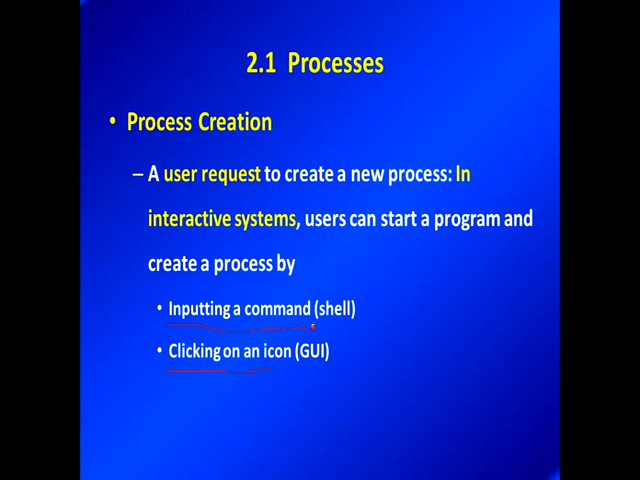 2.1 Processes
• Process Creation
– A user request to create a new process: In
interactive systems, users can start a program and
create a process by
• Inputting a command (shell)
• Clicking on an icon (GUI)